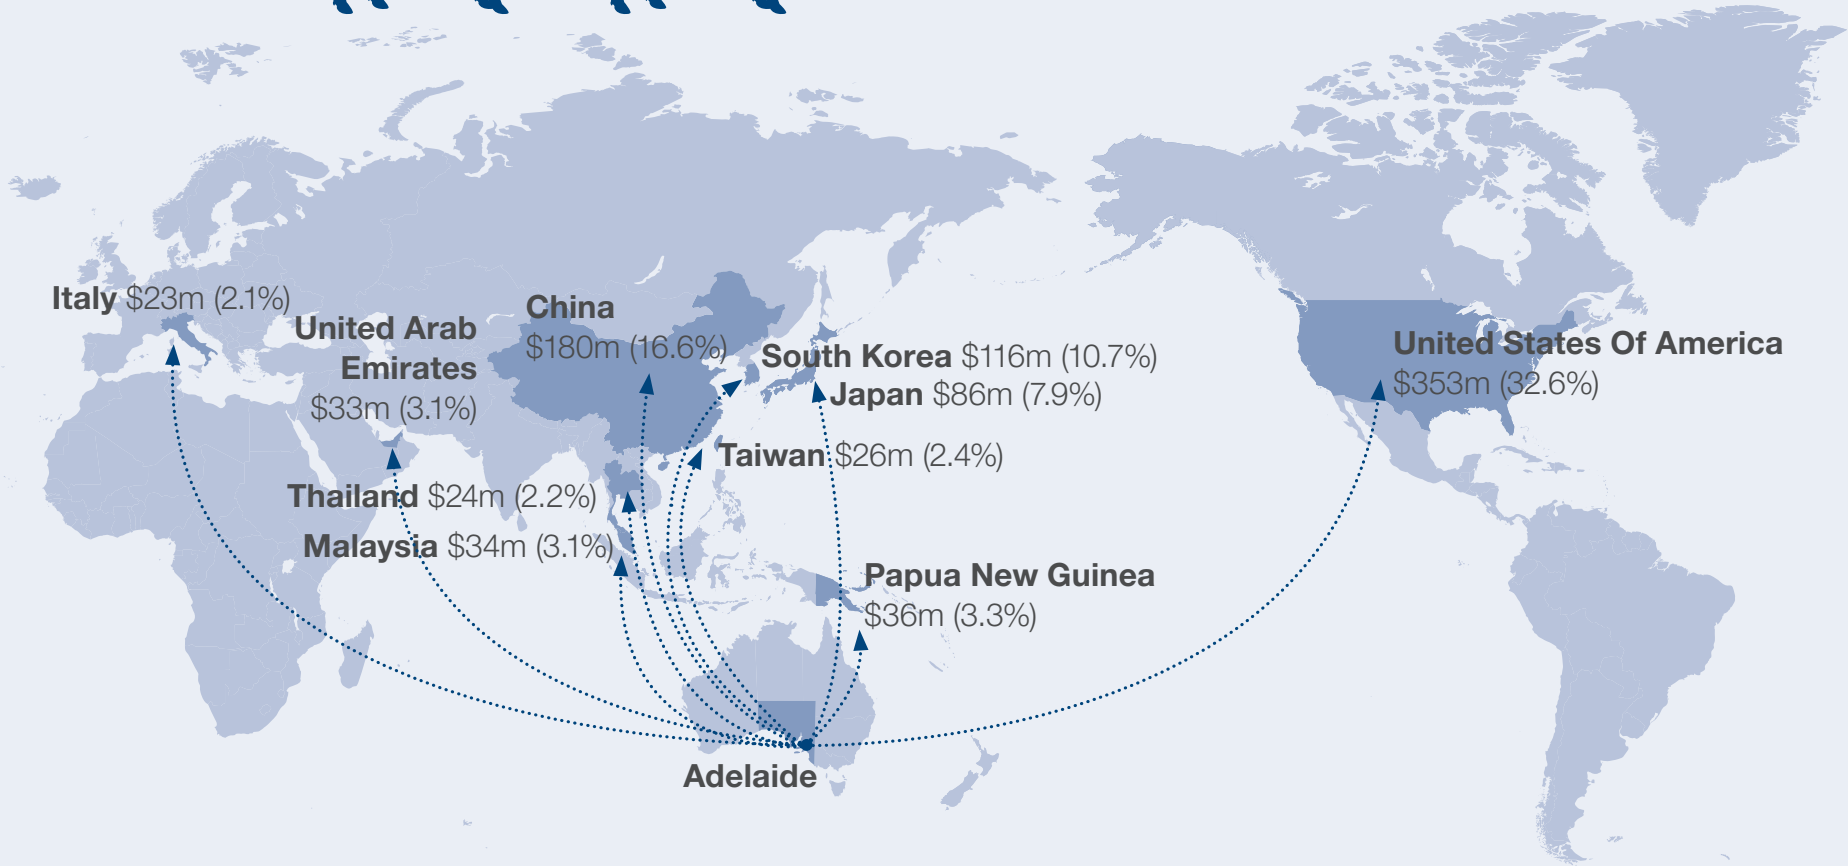 Italy $23m (2.1%)
United Arab
Emirates
$33m (3.1%)
China
$180m (16.6%)
South Korea $116m (10.7%)
Japan $86m (7.9%)
United States Of America
$353m (32.6%)
Taiwan $26m (2.4%)
Thailand $24m (2.2%)
Malaysia $34m (3.1%)
Papua New Guinea
$36m (3.3%)
Adelaide